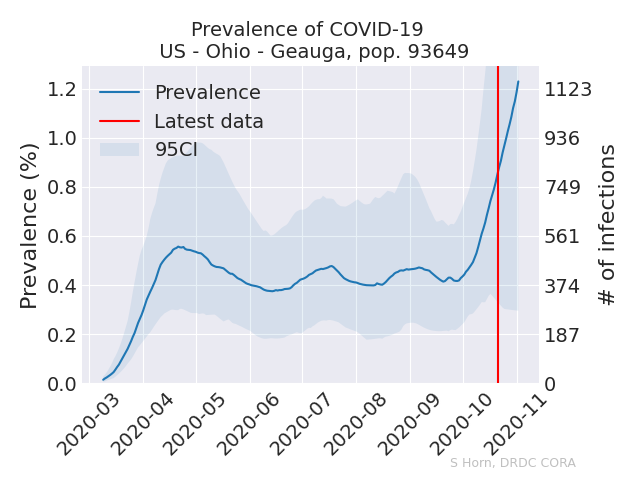 Prevalence of COVID-19
US - Ohio - Geauga, pop. 93649
Prevalence
Latest data
95CI
Prevalence (%)
1.2
1.0
0.8
0.6
0.4
0.2
0.0
1123
936
749
561
374
187
0
# of infections
2020-03
2020-04
2020-05
2020-06
2020-07
2020-08
2020-09
2020-10
2020-11
S Horn, DRDC CORA